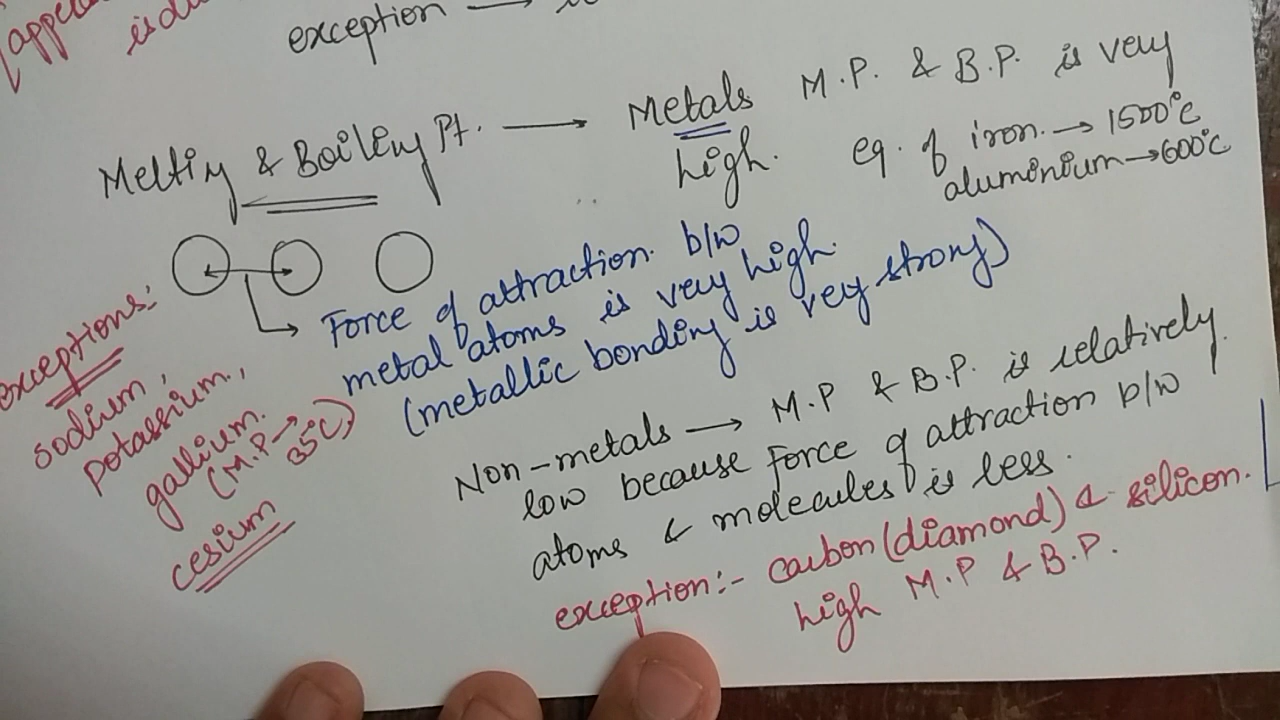 exception →
Melting & Boiling Pt. → Metals M.P. & B.P. is very
high. eg. of iron. → 1500°C
aluminium → 600°C
Force of attraction. b/w
metal atoms is very high.
(metallic bonding is very strong)
Exceptions:
sodium,
potassium,
gallium.
(M.P → 35°C)
cesium
Non-metals → M.P & B.P. is relatively
low because force of attraction b/w
atoms & molecules is less.
exception:- carbon (diamond) & silicon.
high M.P & B.P.